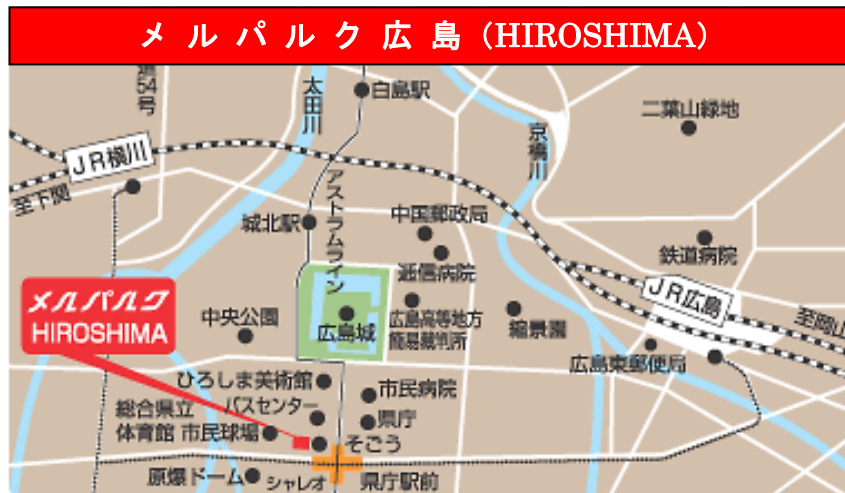 メルパルク広島（HIROSHIMA）
道54号
太田川
白島駅
二葉山緑地
京橋川
JR横川
至下関
アストラムライン
城北駅
中国郵政局
鉄道病院
逓信病院
JR広島
メルパルク
HIROSHIMA
中央公園
広島城
広島高等地方
簡易裁判所
縮景園
至岡山
広島東郵便局
ひろしま美術館
市民病院
バスセンター
総合県立
体育館
県庁
市民球場
そごう
原爆ドーム
シャレオ
県庁駅前